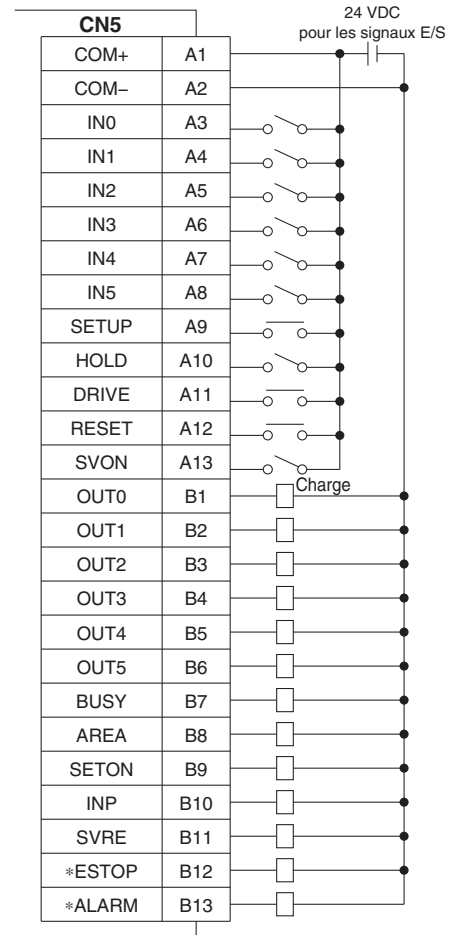 24 VDC
pour les signaux E/S
CN5
COM+ A1
COM− A2
IN0 A3
IN1 A4
IN2 A5
IN3 A6
IN4 A7
IN5 A8
SETUP A9
HOLD A10
DRIVE A11
RESET A12
SVON A13
Charge
OUT0 B1
OUT1 B2
OUT2 B3
OUT3 B4
OUT4 B5
OUT5 B6
BUSY B7
AREA B8
SETON B9
INP B10
SVRE B11
∗ESTOP B12
∗ALARM B13